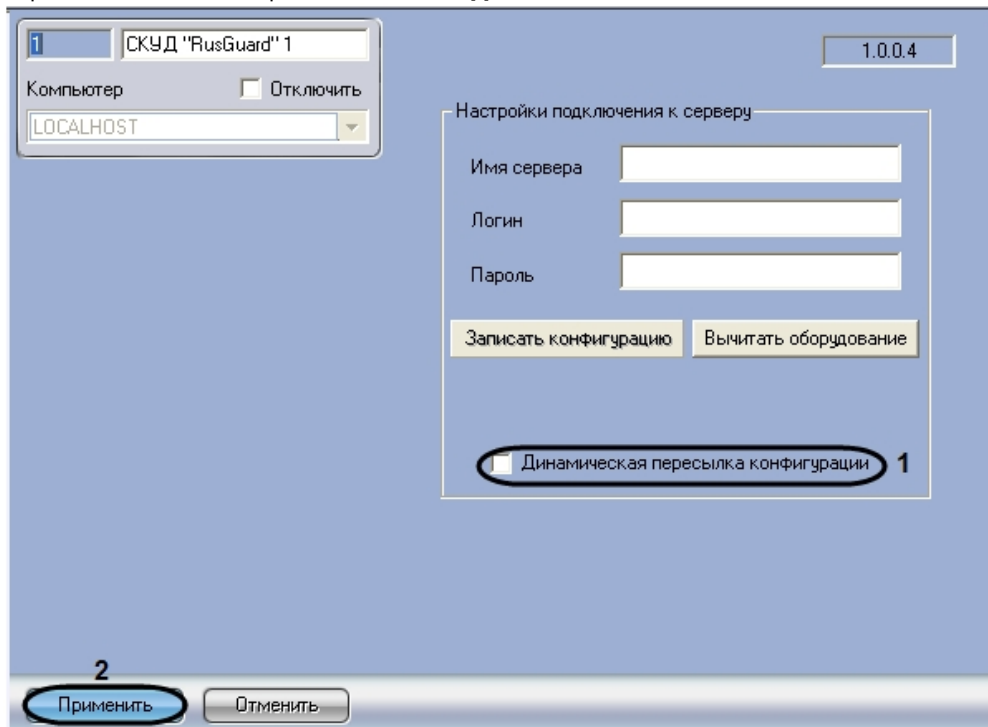 1
СКУД "RusGuard" 1
1.0.0.4
Компьютер
Отключить
LOCALHOST
Настройки подключения к серверу
Имя сервера
Логин
Пароль
Записать конфигурацию
Вычитать оборудование
Динамическая пересылка конфигурации
1
2
Применить
Отменить